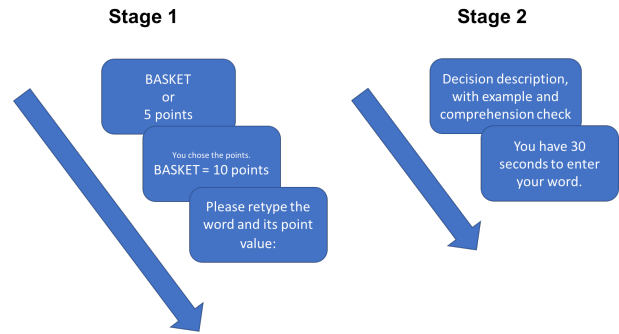 Stage 1
BASKET
or
5 points
You chose the points.
BASKET = 10 points
Please retype the
word and its point
value:
Stage 2
Decision description,
with example and
comprehension check
You have 30
seconds to enter
your word.